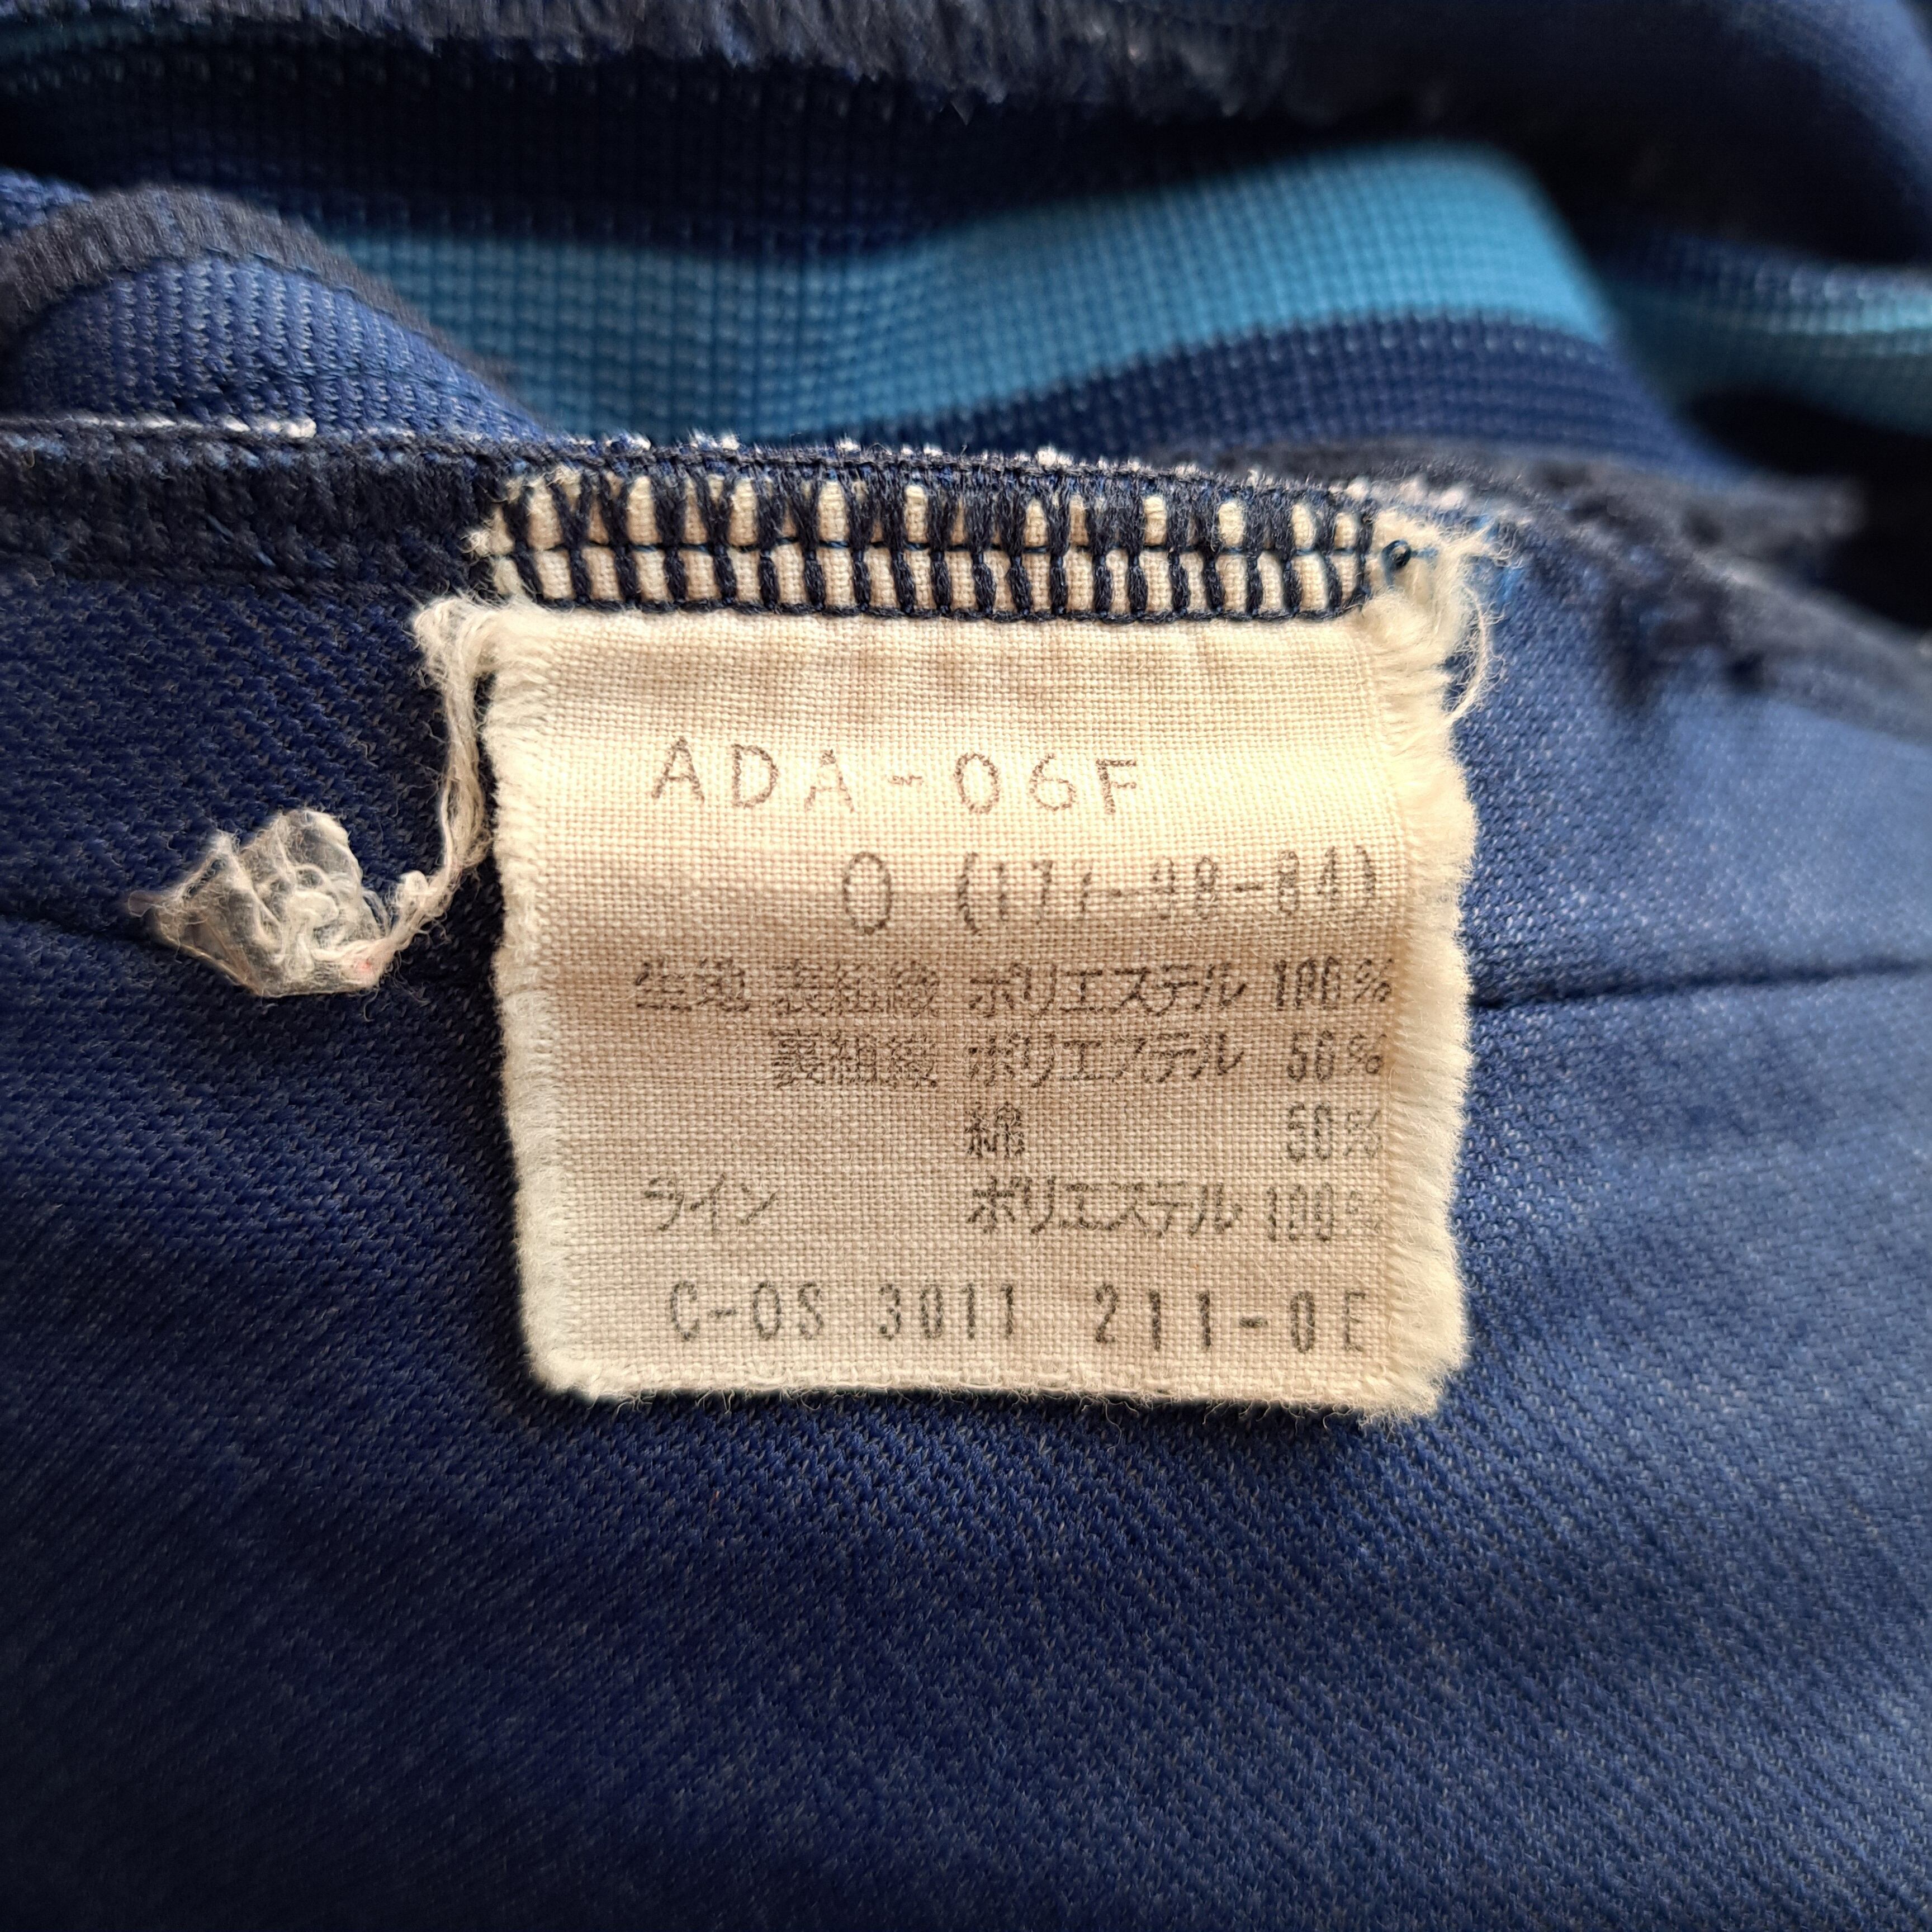 ADA-06F
O (177-98-84)
生地 表組織 ポリエステル 100%
裏組織 ポリエステル 50%
綿 50%
ライン ポリエステル 100%
C-OS 3011 211-0E